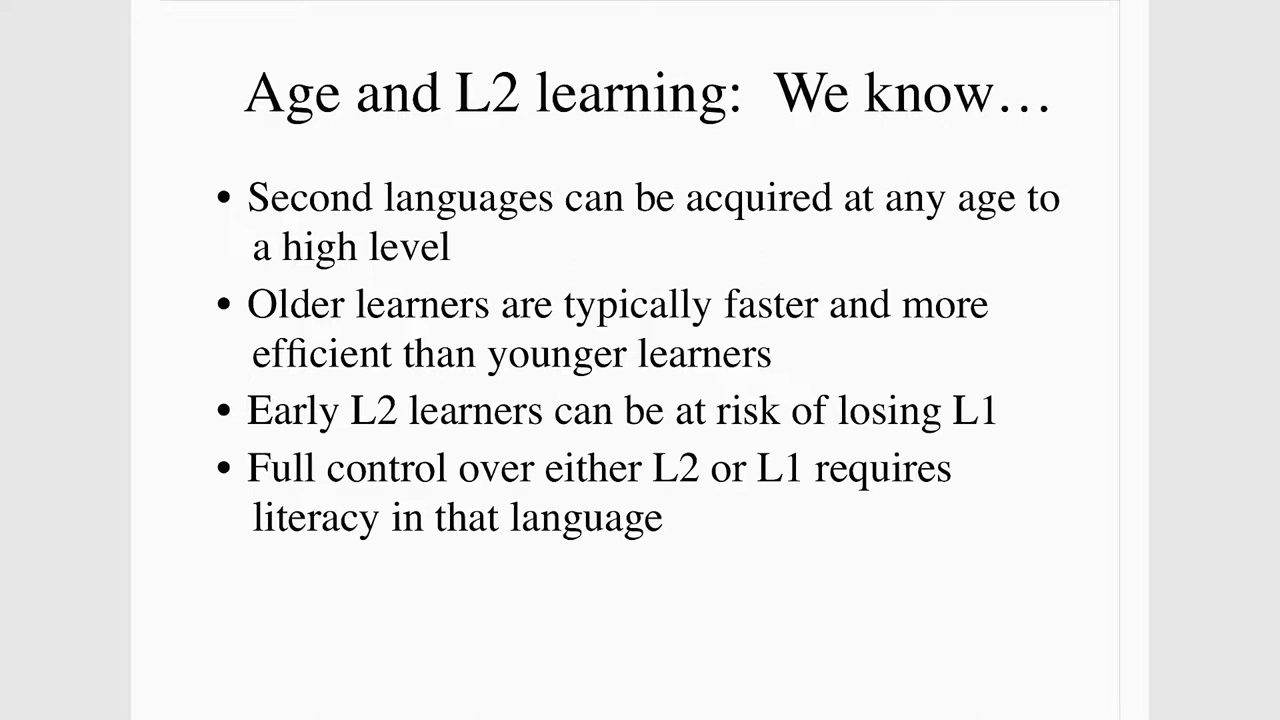 Age and L2 learning:  We know…
• Second languages can be acquired at any age to
a high level
• Older learners are typically faster and more
efficient than younger learners
• Early L2 learners can be at risk of losing L1
• Full control over either L2 or L1 requires
literacy in that language